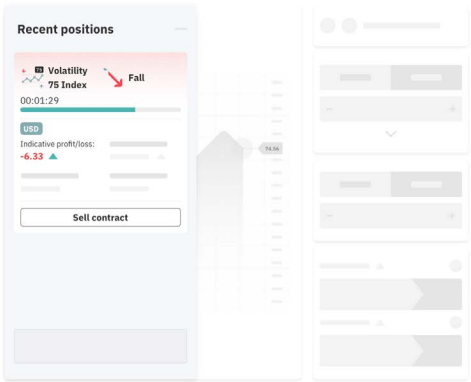 Recent positions
75
Volatility
75 Index
Fall
00:01:29
USD
Indicative profit/loss:
-6.33
Sell contract
74.56